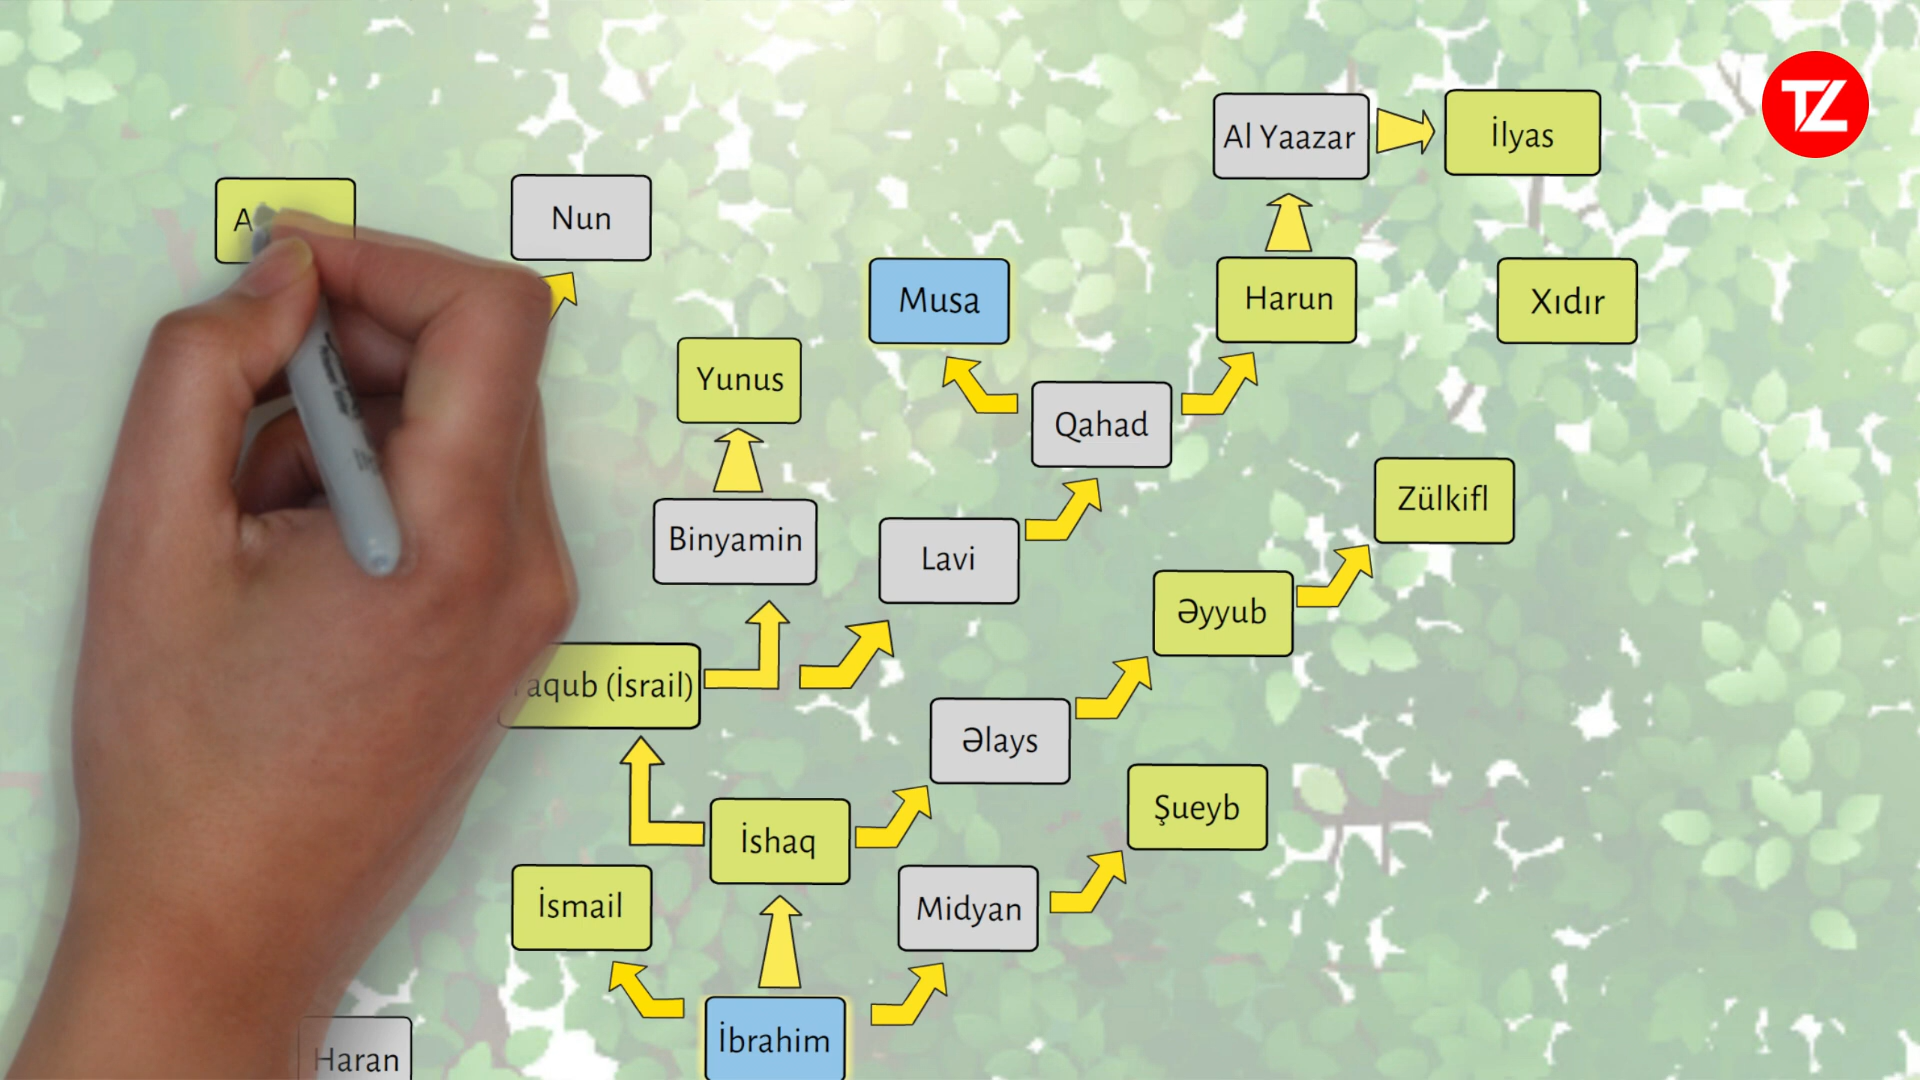 TZ
Al Yaazar
İlyas
Nun
Musa
Harun
Xıdır
Yunus
Qahad
Zülkifl
Binyamin
Lavi
Əyyub
(İsrail)
Əlays
Şueyb
İshaq
İsmail
Midyan
İbrahim
Haran